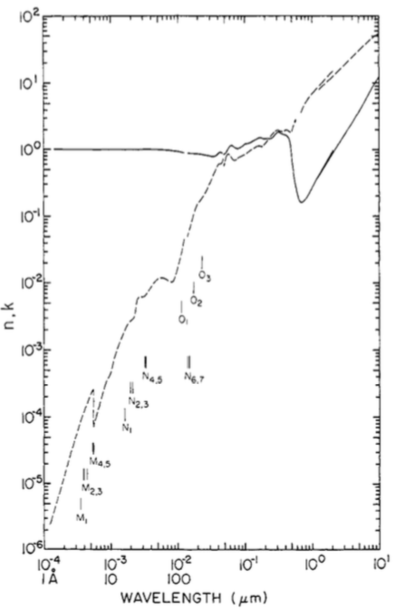 10²
10¹
10⁰
10⁻¹
10⁻²
10⁻³
10⁻⁴
10⁻⁵
10⁻⁶
n, k
O₃
O₂
O₁
N₄,₅ N₆,₇
N₂,₃
N₁
M₄,₅
M₂,₃
M₁
10⁻⁴ 10⁻³ 10⁻² 10⁻¹ 10⁰ 10¹
1Å 10 100
WAVELENGTH (μm)